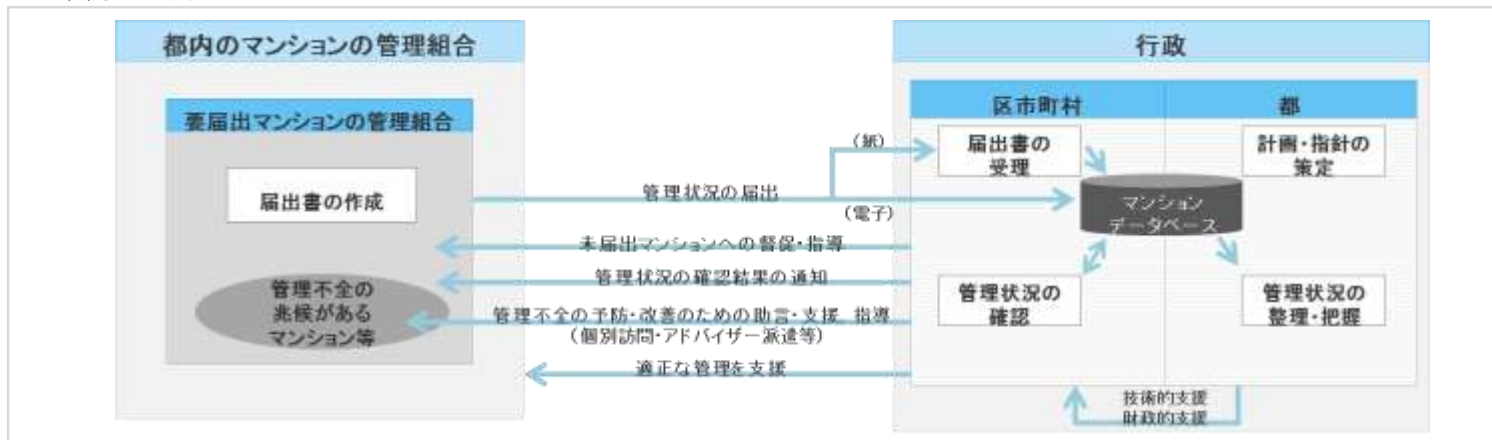 都内のマンションの管理組合
要届出マンションの管理組合
届出書の作成
管理不全の
兆候がある
マンション等
(紙)
管理状況の届出
(電子)
未届出マンションへの督促・指導
管理状況の確認結果の通知
管理不全の予防・改善のための助言・支援、指導
(個別訪問・アドバイザー派遣等)
適正な管理を支援
行政
区市町村
都
届出書の
受理
計画・指針の
策定
マンション
データベース
管理状況の
確認
管理状況の
整理・把握
技術的支援
財政的支援